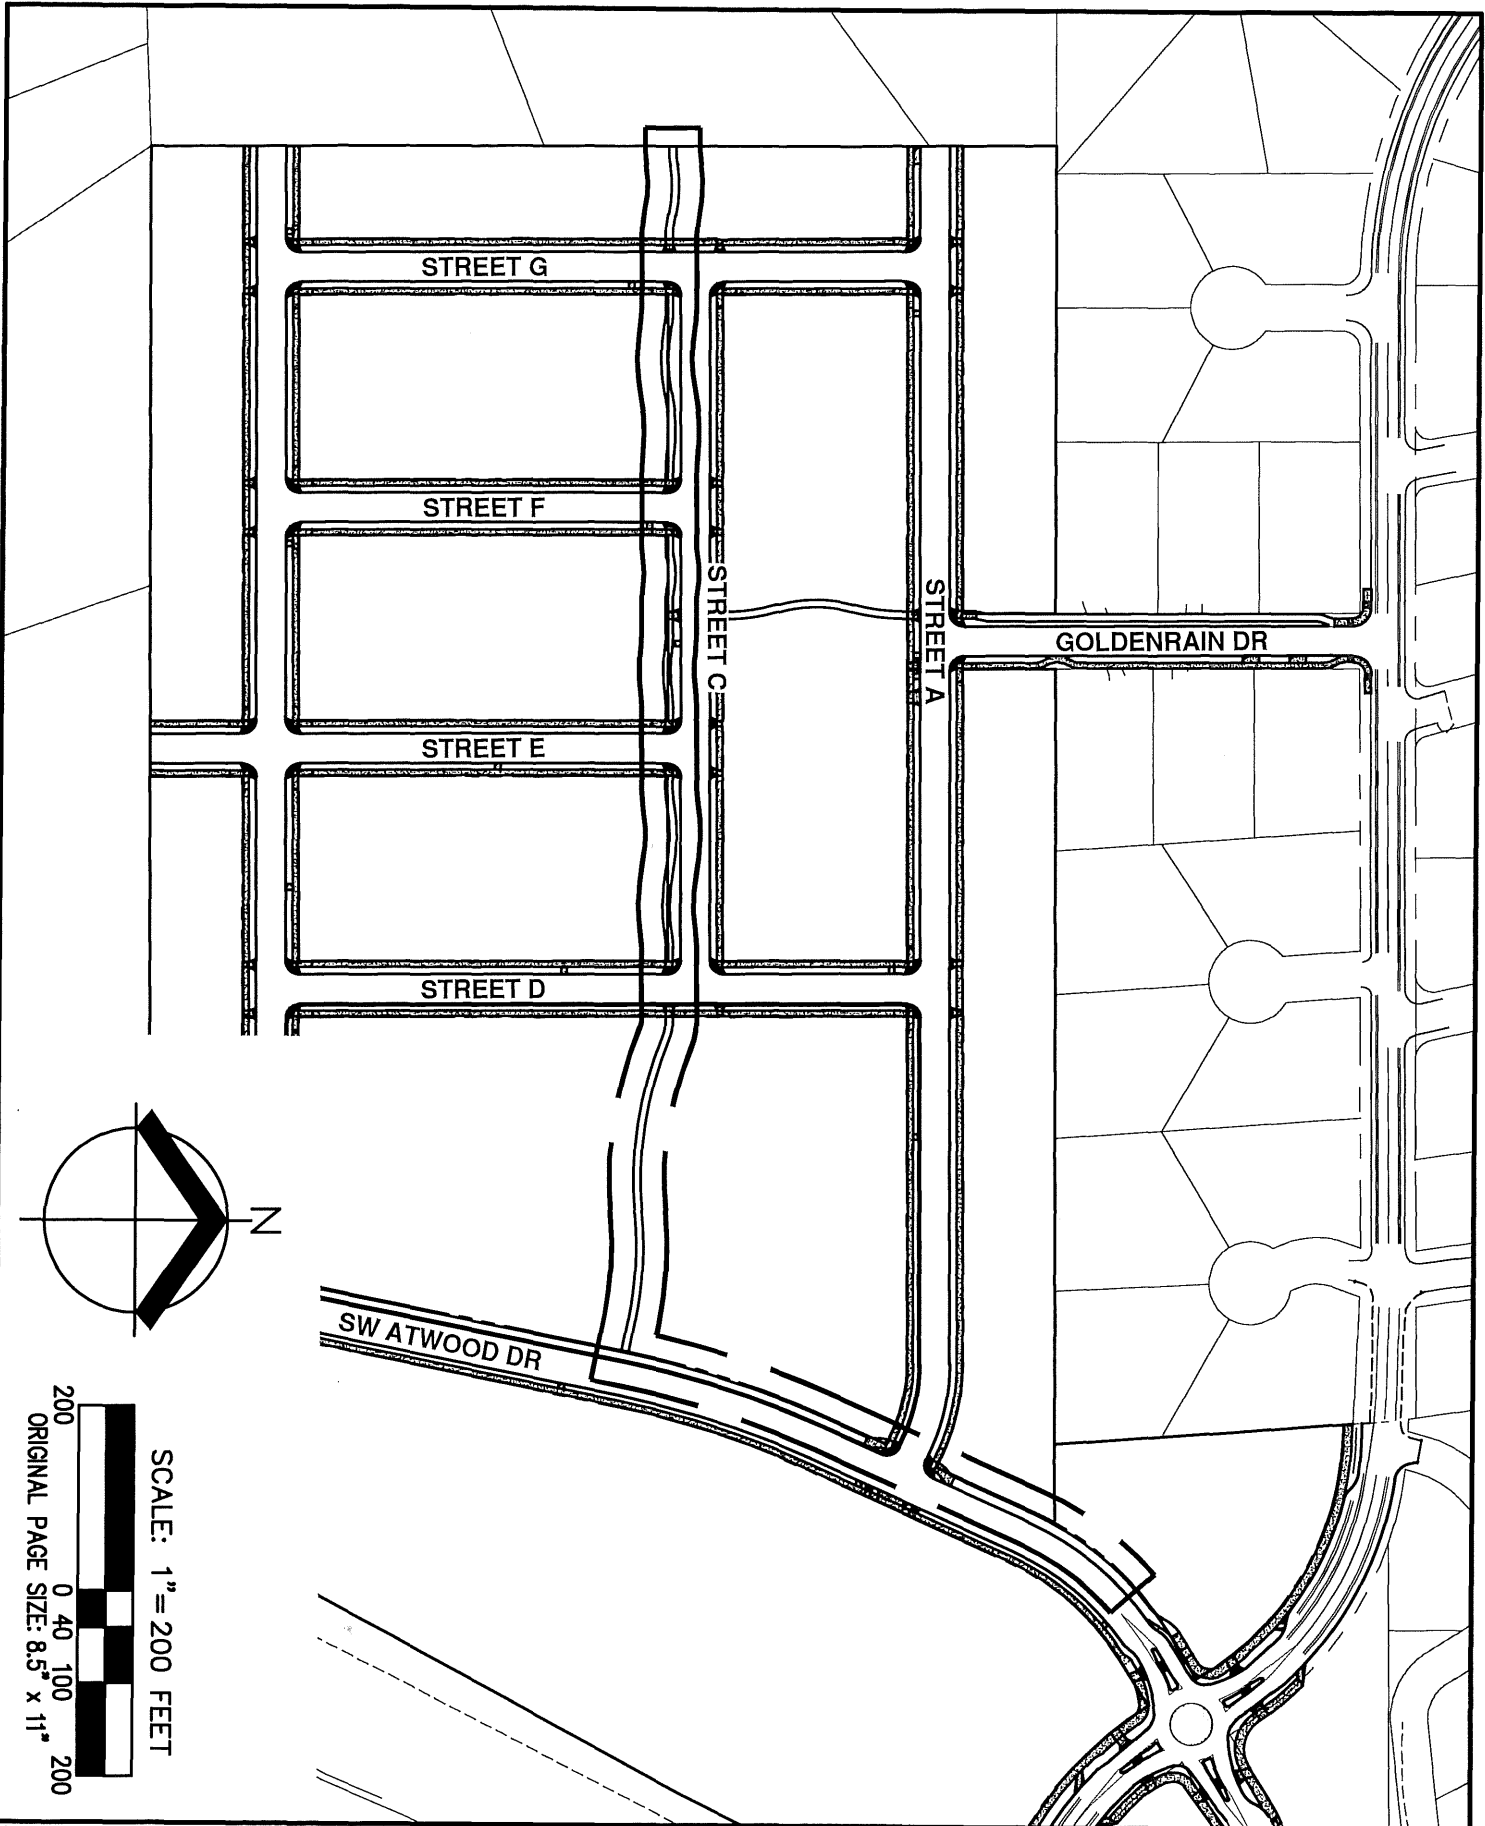 STREET G
STREET F
STREET C
STREET A
GOLDENRAIN DR
STREET E
STREET D
N
SW ATWOOD DR
SCALE: 1"= 200 FEET
200 0 40 100 200
ORIGINAL PAGE SIZE: 8.5" x 11"